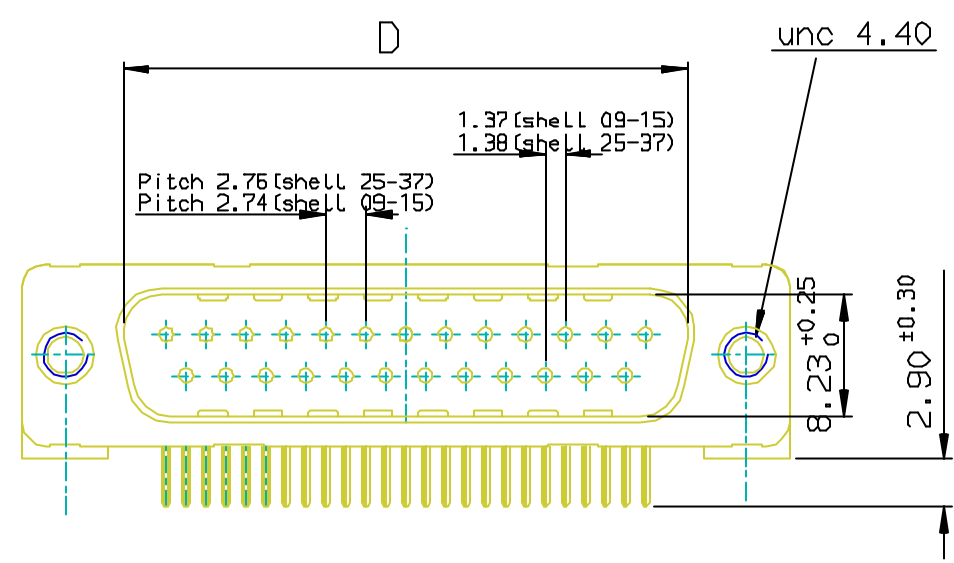 D
unc 4.40
1.37(shell 09-15)
1.38(shell 25-37)
Pitch 2.76(shell 25-37)
Pitch 2.74(shell 09-15)
8.23 +0.25 0
2.90 ±0.30